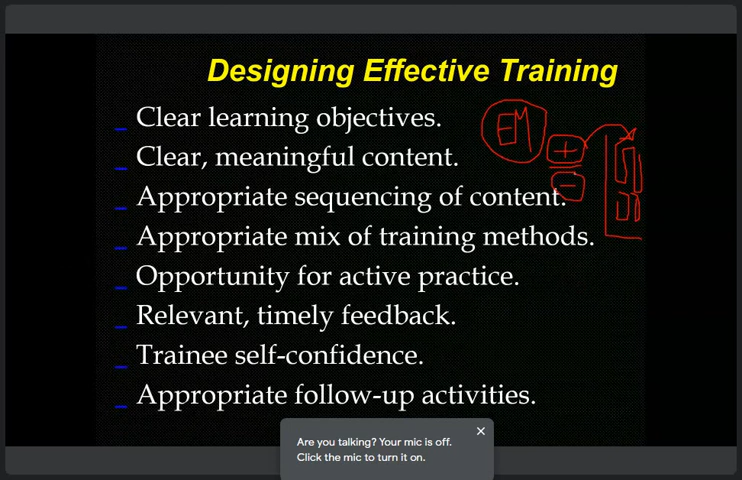 Designing Effective Training
Clear learning objectives.
EM
Clear, meaningful content.
+
Appropriate sequencing of content.
-
Appropriate mix of training methods.
Opportunity for active practice.
Relevant, timely feedback.
Trainee self-confidence.
Appropriate follow-up activities.
Are you talking? Your mic is off.
Click the mic to turn it on.